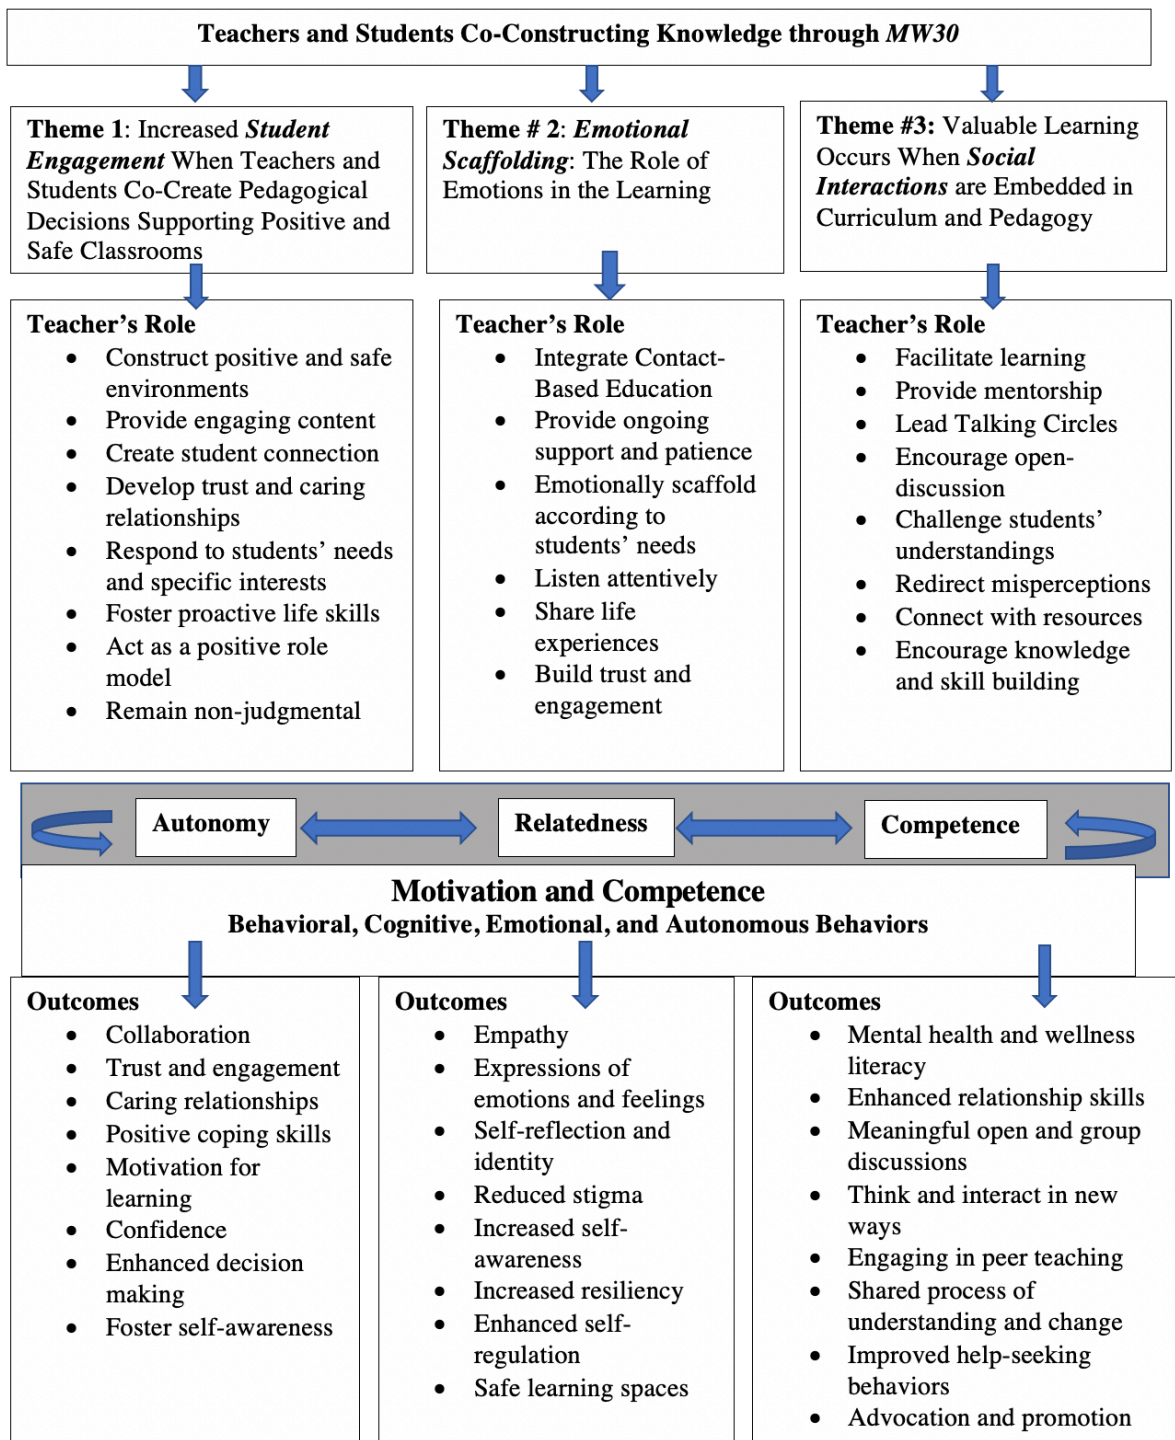 Teachers and Students Co-Constructing Knowledge through MW30
Theme 1: Increased Student
Engagement When Teachers and
Students Co-Create Pedagogical
Decisions Supporting Positive and
Safe Classrooms
Theme # 2: Emotional
Scaffolding: The Role of
Emotions in the Learning
Theme #3: Valuable Learning
Occurs When Social
Interactions are Embedded in
Curriculum and Pedagogy
Teacher’s Role
• Construct positive and safe
environments
• Provide engaging content
• Create student connection
• Develop trust and caring
relationships
• Respond to students’ needs
and specific interests
• Foster proactive life skills
• Act as a positive role
model
• Remain non-judgmental
Teacher’s Role
• Integrate Contact-
Based Education
• Provide ongoing
support and patience
• Emotionally scaffold
according to
students’ needs
• Listen attentively
• Share life
experiences
• Build trust and
engagement
Teacher’s Role
• Facilitate learning
• Provide mentorship
• Lead Talking Circles
• Encourage open-
discussion
• Challenge students’
understandings
• Redirect misperceptions
• Connect with resources
• Encourage knowledge
and skill building
Autonomy
Relatedness
Competence
Motivation and Competence
Behavioral, Cognitive, Emotional, and Autonomous Behaviors
Outcomes
• Collaboration
• Trust and engagement
• Caring relationships
• Positive coping skills
• Motivation for
learning
• Confidence
• Enhanced decision
making
• Foster self-awareness
Outcomes
• Empathy
• Expressions of
emotions and feelings
• Self-reflection and
identity
• Reduced stigma
• Increased self-
awareness
• Increased resiliency
• Enhanced self-
regulation
• Safe learning spaces
Outcomes
• Mental health and wellness
literacy
• Enhanced relationship skills
• Meaningful open and group
discussions
• Think and interact in new
ways
• Engaging in peer teaching
• Shared process of
understanding and change
• Improved help-seeking
behaviors
• Advocation and promotion